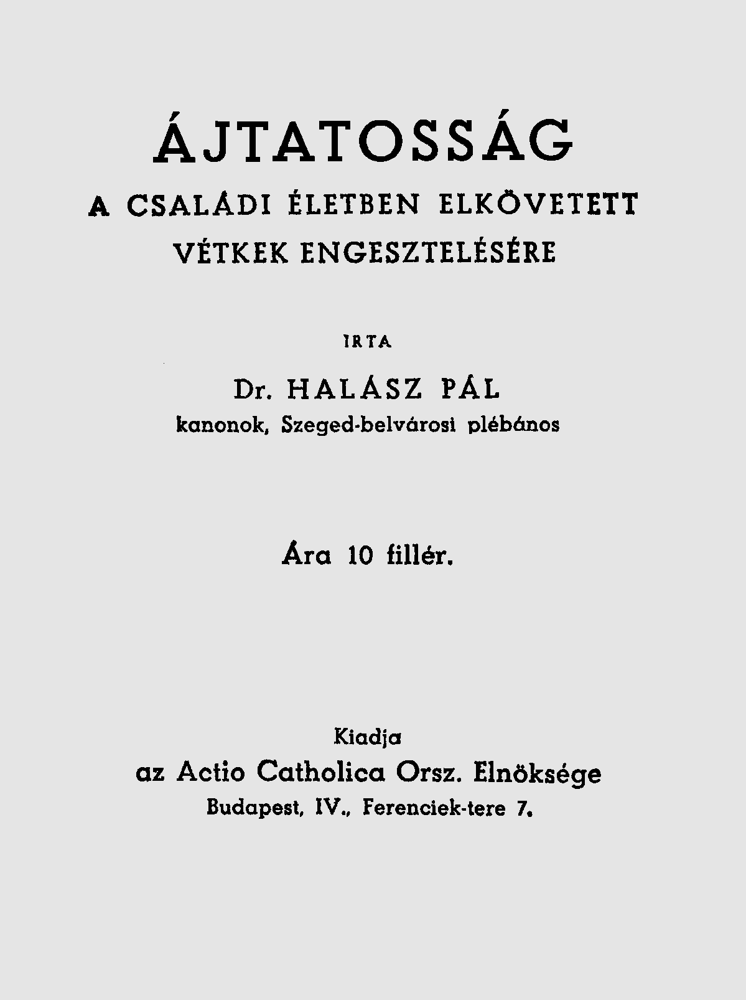 ÁJTATOSSÁG
A CSALÁDI ÉLETBEN ELKÖVETETT
VÉTKEK ENGESZTELÉSÉRE
IRTA
Dr. HALÁSZ PÁL
kanonok, Szeged-belvárosi plébános
Ára 10 fillér.
Kiadja
az Actio Catholica Orsz. Elnöksége
Budapest, IV., Ferenciek-tere 7.